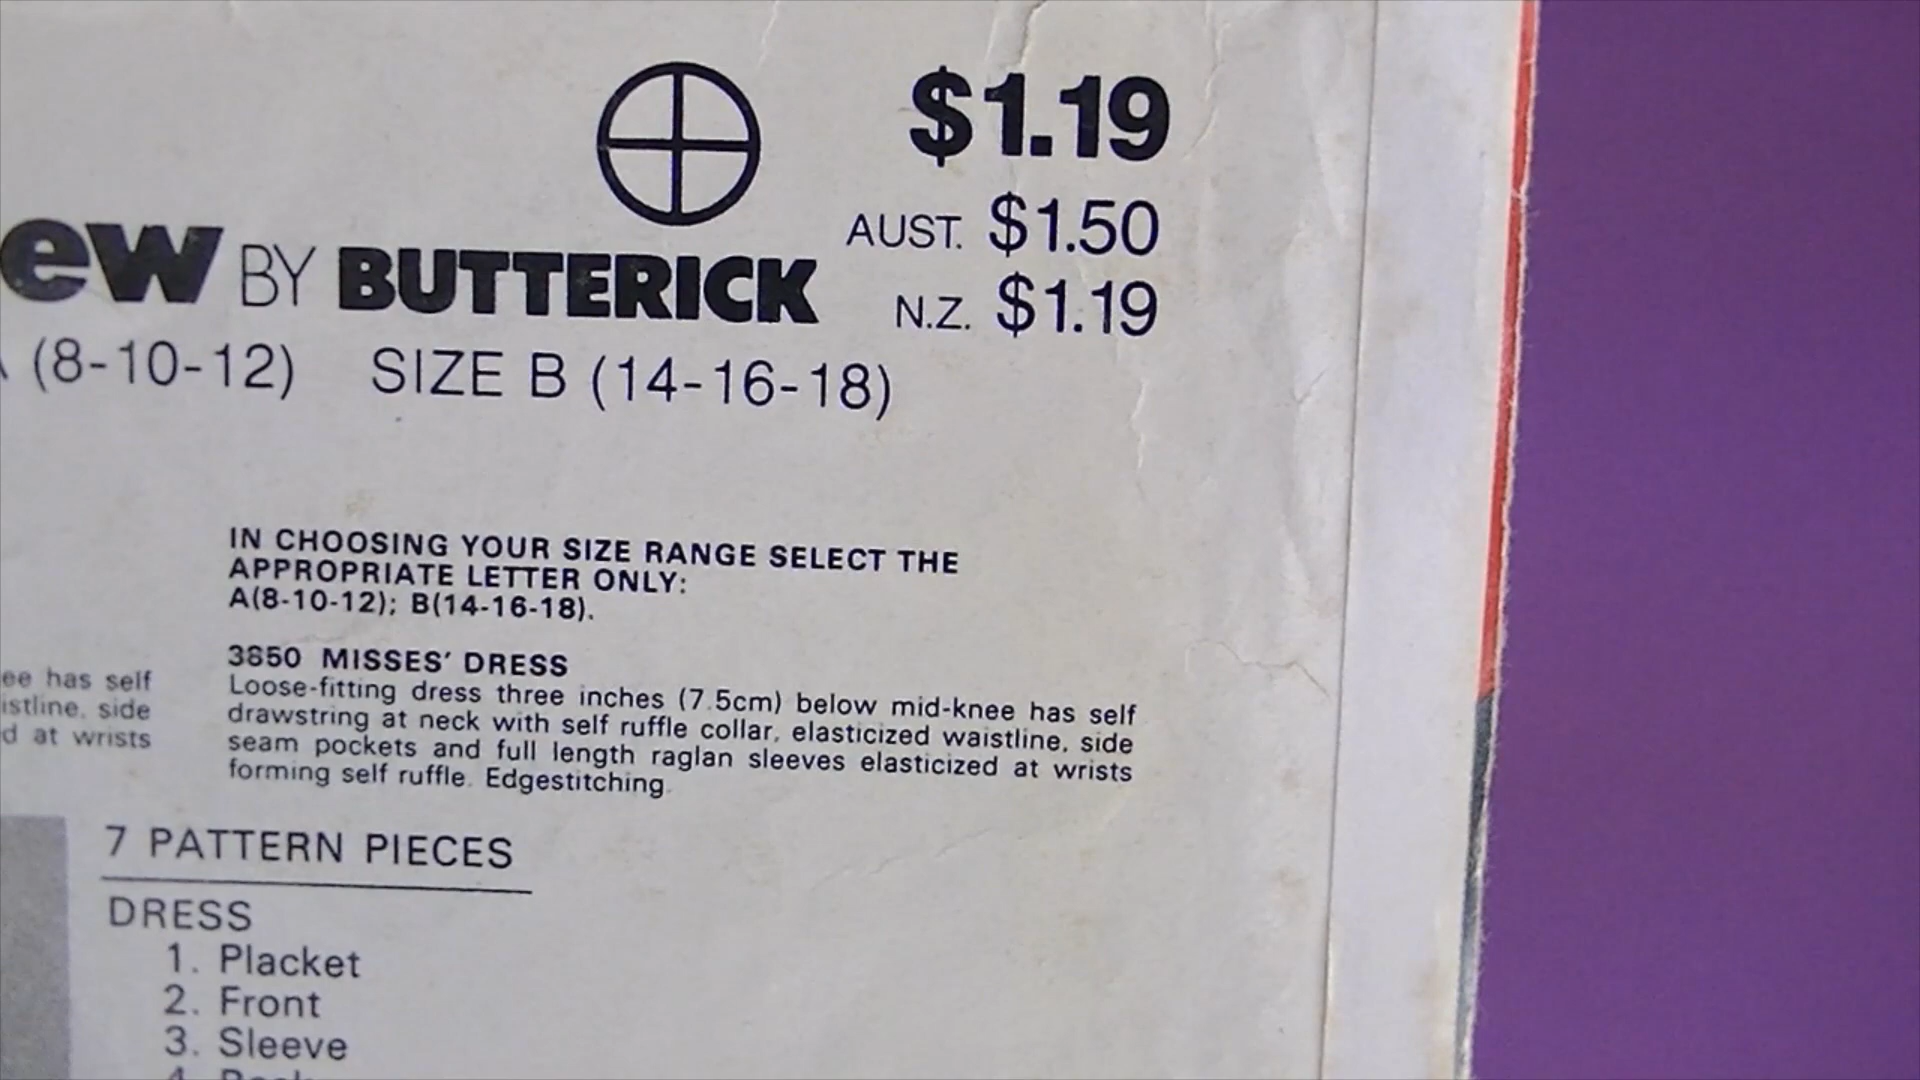 $1.19
AUST. $1.50
ew BY BUTTERICK
N.Z. $1.19
(8-10-12) SIZE B (14-16-18)
IN CHOOSING YOUR SIZE RANGE SELECT THE
APPROPRIATE LETTER ONLY:
A(8-10-12); B(14-16-18).
3850 MISSES' DRESS
Loose-fitting dress three inches (7.5cm) below mid-knee has self
drawstring at neck with self ruffle collar, elasticized waistline, side
seam pockets and full length raglan sleeves elasticized at wrists
forming self ruffle. Edgestitching.
ee has self
istline, side
d at wrists
7 PATTERN PIECES
DRESS
1. Placket
2. Front
3. Sleeve